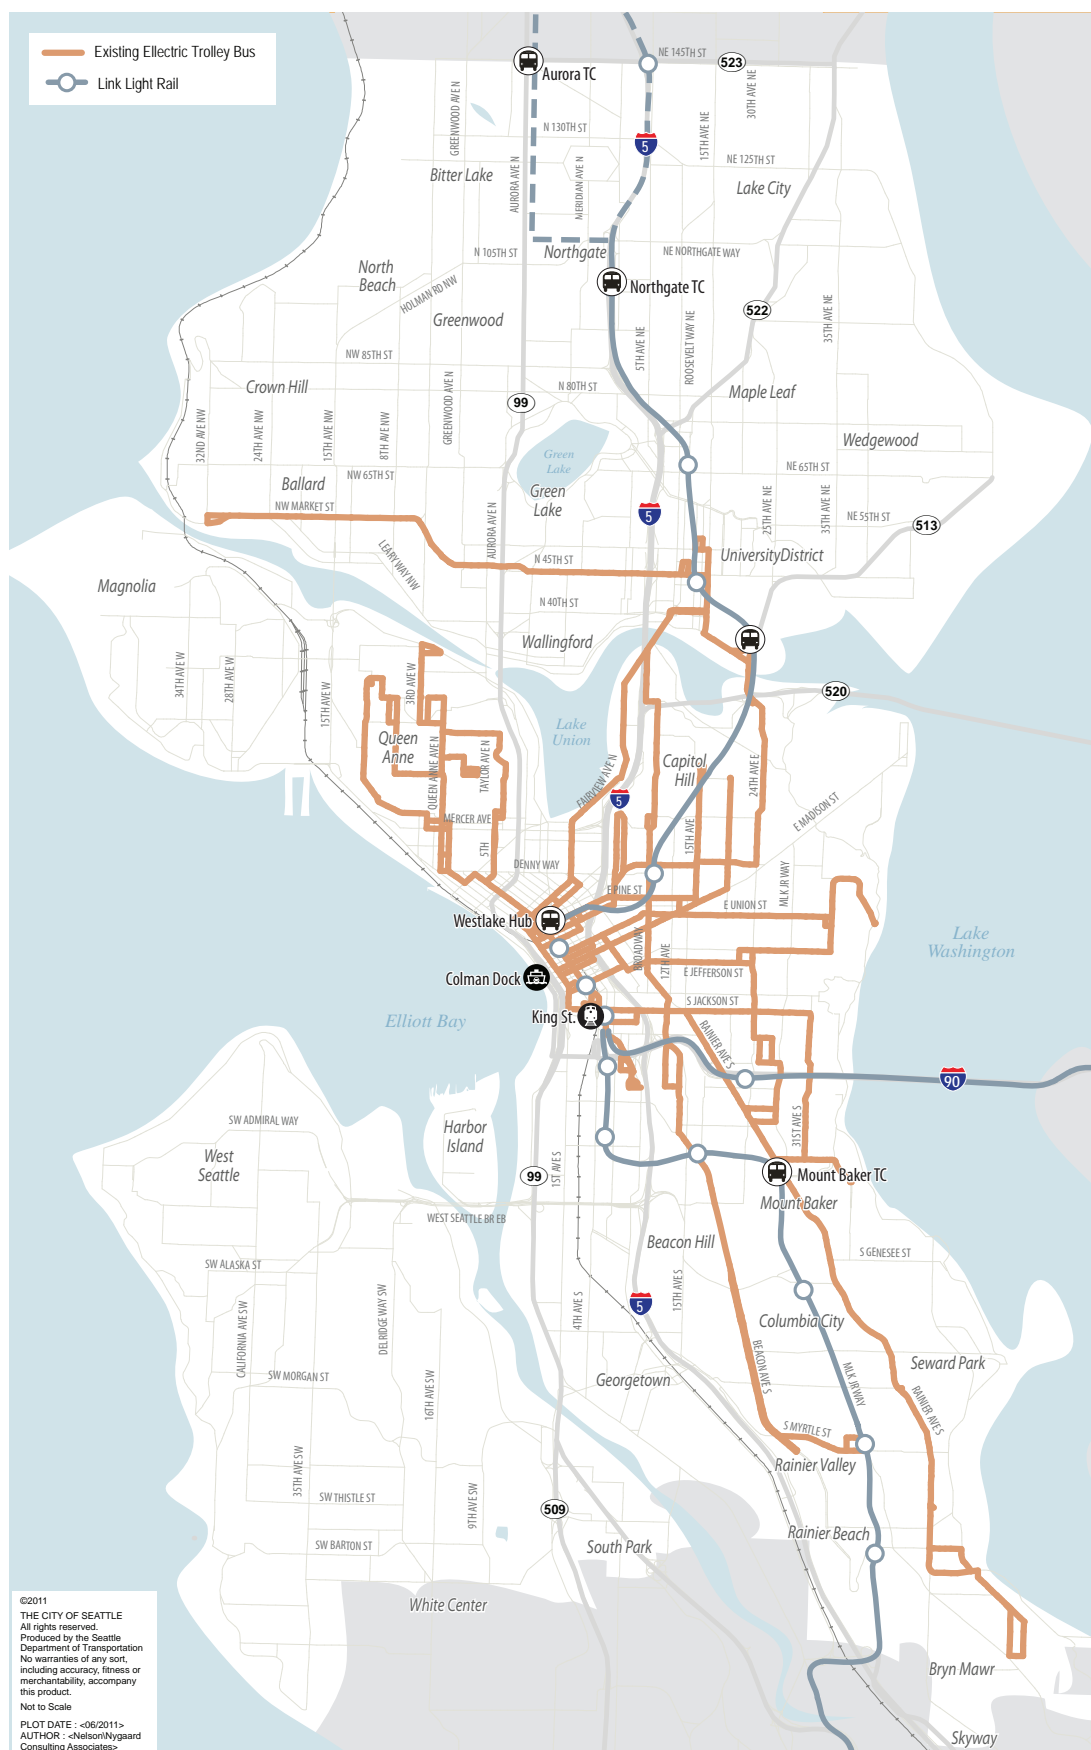 Existing Ellectric Trolley Bus
Link Light Rail
NE 145TH ST
523
Aurora TC
GREENWOOD AVE N
30TH AVE NE
15TH AVE NE
N 130TH ST
5
NE 125TH ST
Bitter Lake
AURORA AVE N
MERIDIAN AVE N
Lake City
N 105TH ST
Northgate
NE NORTHGATE WAY
North
Beach
HOLMAN RD NW
Northgate TC
522
35TH AVE NE
Greenwood
5TH AVE NE
ROOSEVELT WAY NE
NW 85TH ST
Crown Hill
GREENWOOD AVE N
N 80TH ST
Maple Leaf
99
32ND AVE NW
24TH AVE NW
15TH AVE NW
8TH AVE NW
Wedgewood
Green
Lake
NW 65TH ST
NE 65TH ST
Ballard
Green
Lake
NW MARKET ST
AURORA AVE N
5
25TH AVE NE
35TH AVE NE
NE 55TH ST
513
LEARY WAY NW
N 45TH ST
UniversityDistrict
Magnolia
N 40TH ST
Wallingford
34TH AVE W
28TH AVE W
15TH AVE W
3RD AVE W
520
Lake
Union
Queen
Anne
QUEEN ANNE AVE N
TAYLOR AVE N
FAIRVIEW AVE N
Capitol
Hill
24TH AVE E
5
E MADISON ST
MERCER AVE
15TH AVE
5TH
DENNY WAY
MLK JR WAY
E PINE ST
E UNION ST
Westlake Hub
BROADWAY
12TH AVE
Lake
Washington
Colman Dock
E JEFFERSON ST
S JACKSON ST
King St.
Elliott Bay
RAINIER AVE S
90
SW ADMIRAL WAY
Harbor
Island
31ST AVE S
West
Seattle
99
1ST AVE S
Mount Baker TC
Mount Baker
WEST SEATTLE BR EB
Beacon Hill
S GENESEE ST
SW ALASKA ST
5
15TH AVE S
4TH AVE S
CALIFORNIA AVE SW
DELRIDGE WAY SW
Columbia City
SW MORGAN ST
16TH AVE SW
Georgetown
BEACON AVE S
MLK JR WAY
Seward Park
RAINIER AVE S
S MYRTLE ST
Rainier Valley
35TH AVE SW
SW THISTLE ST
9TH AVE SW
509
SW BARTON ST
South Park
Rainier Beach
White Center
Bryn Mawr
Skyway
©2011
THE CITY OF SEATTLE
All rights reserved.
Produced by the Seattle
Department of Transportation
No warranties of any sort,
including accuracy, fitness or
merchantability, accompany
this product.
Not to Scale
PLOT DATE : <06/2011>
AUTHOR : <Nelson\Nygaard
Consulting Associates>